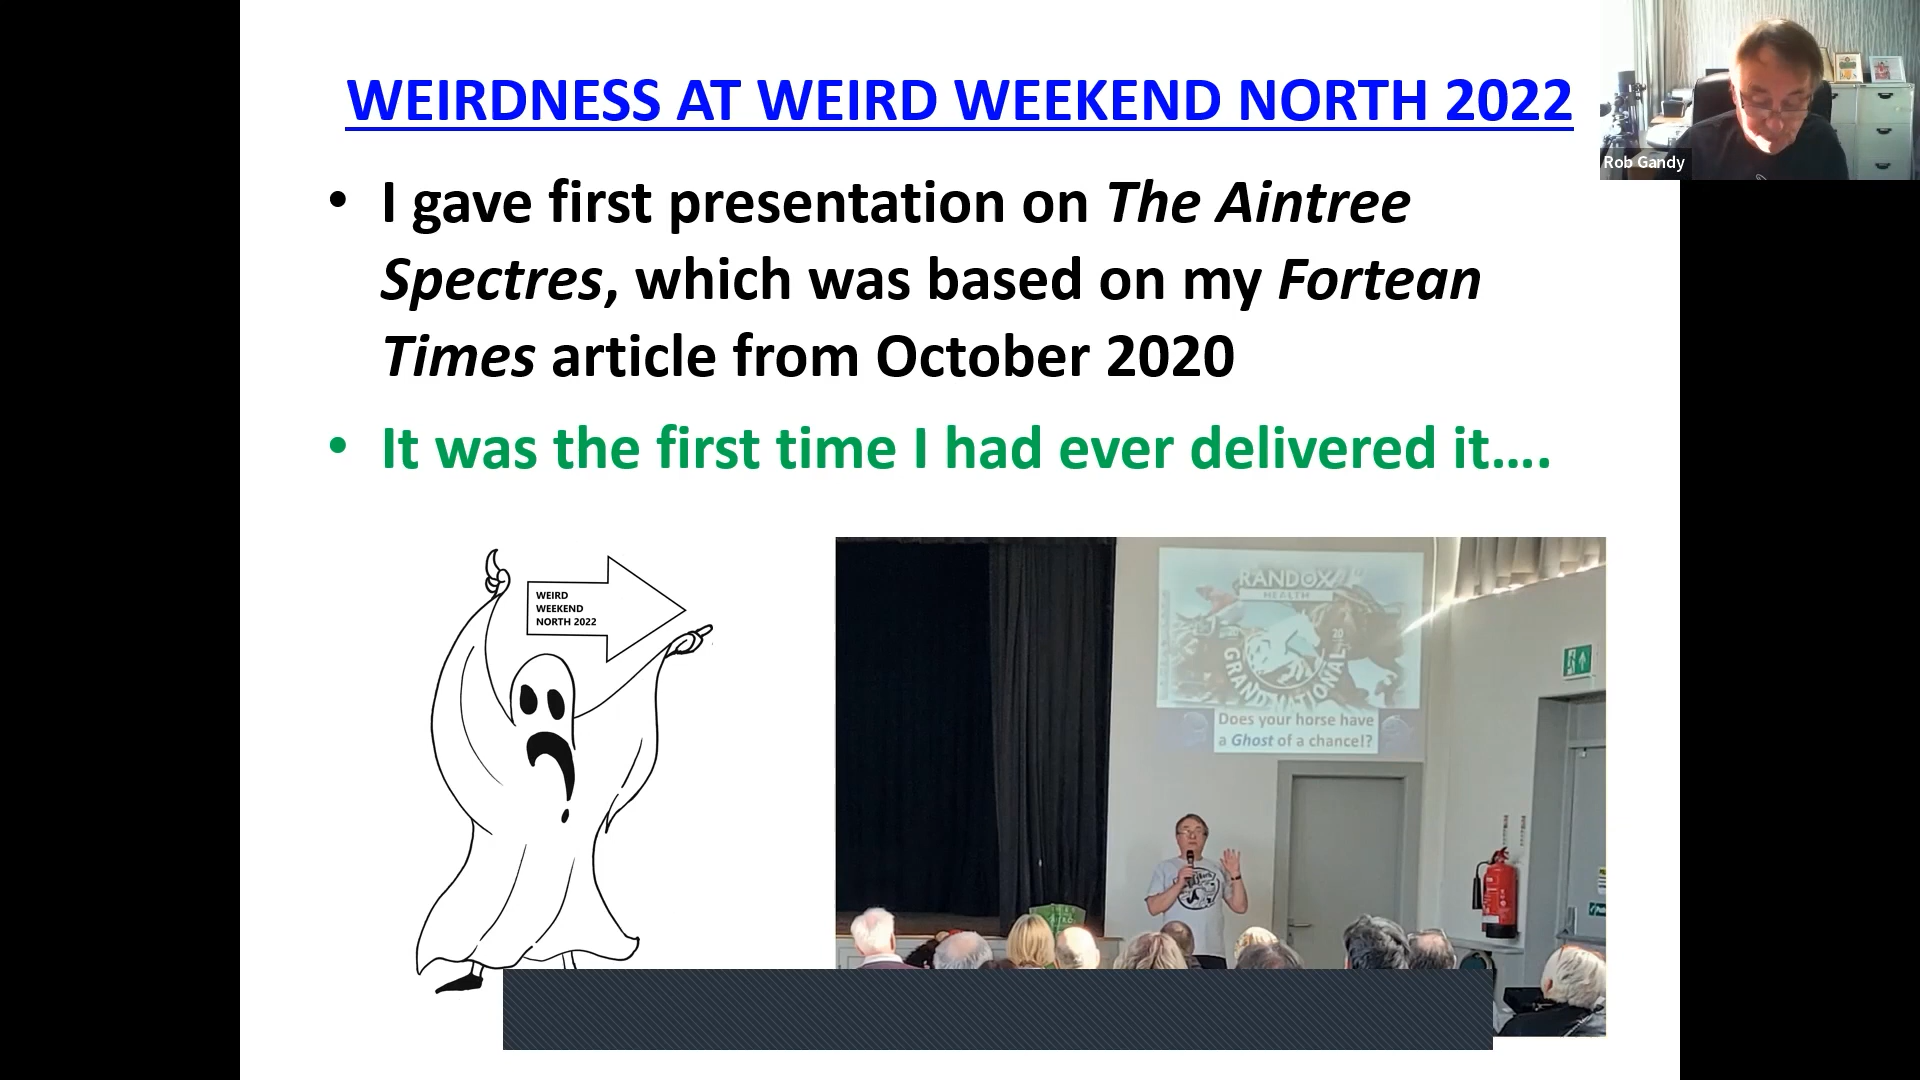 WEIRDNESS AT WEIRD WEEKEND NORTH 2022
Rob Gandy
• I gave first presentation on The Aintree
Spectres, which was based on my Fortean
Times article from October 2020
• It was the first time I had ever delivered it....
WEIRD
WEEKEND
NORTH 2022
RANDOX
HEALTH
20
GRAND NATIONAL
Does your horse have
a Ghost of a chance!?